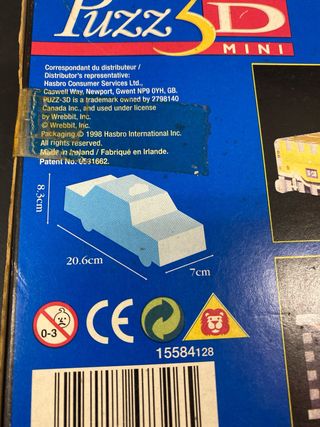 Puzz3D
MINI
Correspondant du distributeur /
Distributor's representative:
Hasbro Consumer Services Ltd.,
Caswell Way, Newport, Gwent NP9 0YH, GB.
PUZZ-3D is a trademark owned by 2798140
Canada Inc., and used under license
by Wrebbit, Inc.
© Wrebbit, Inc.
Packaging © 1998 Hasbro International Inc.
All rights reserved.
Made in Ireland / Fabriqué en Irlande.
Patent No. 0531662.
8.3cm
20.6cm
7cm
0-3
CE
15584128